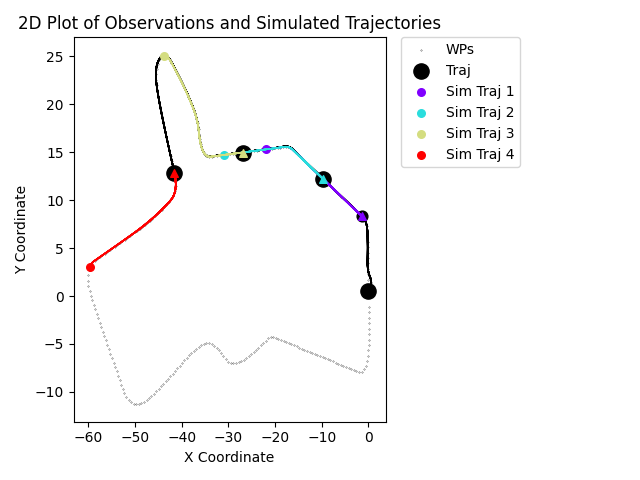 2D Plot of Observations and Simulated Trajectories
WPs
Traj
Sim Traj 1
Sim Traj 2
Sim Traj 3
Sim Traj 4
Y Coordinate
25
20
15
10
5
0
−5
−10
−60 −50 −40 −30 −20 −10 0
X Coordinate